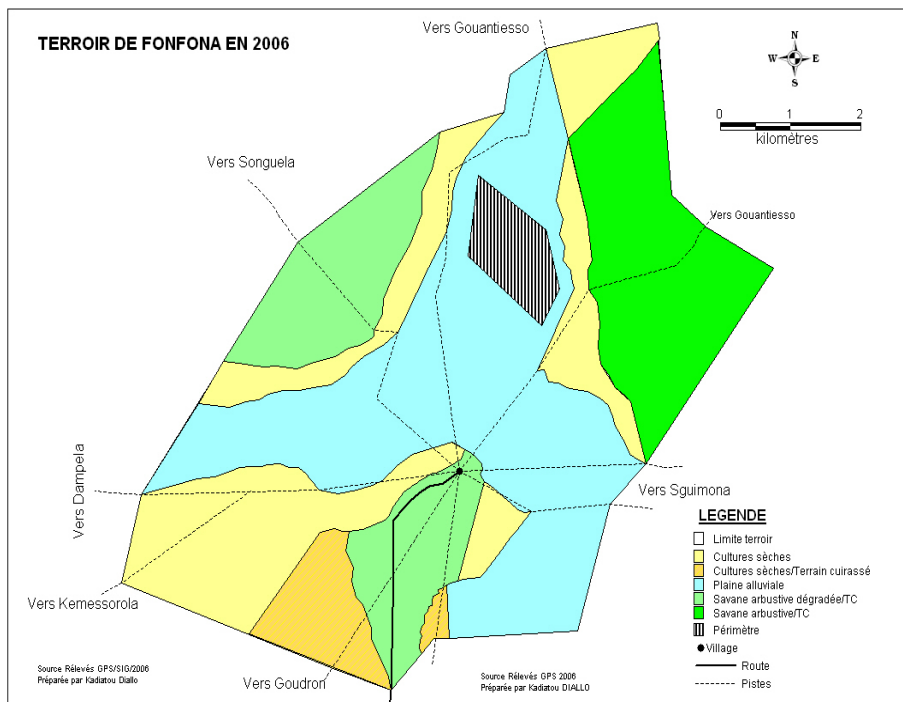 TERROIR DE FONFONA EN 2006
Vers Gouantiesso
N
W E
S
0 1 2
kilomètres
Vers Songuela
Vers Gouantiesso
Vers Dampela
Vers Sguimona
Vers Kemessorola
Vers Goudron
LEGENDE
Limite terroir
Cultures sèches
Cultures sèches/Terrain cuirassé
Plaine alluviale
Savane arbustive dégradée/TC
Savane arbustive/TC
Périmètre
Village
Route
Pistes
Source Rélevés GPS/SIG/2006
Préparée par Kadiatou Diallo
Source Rélevés GPS 2006
Préparée par Kadiatou DIALLO